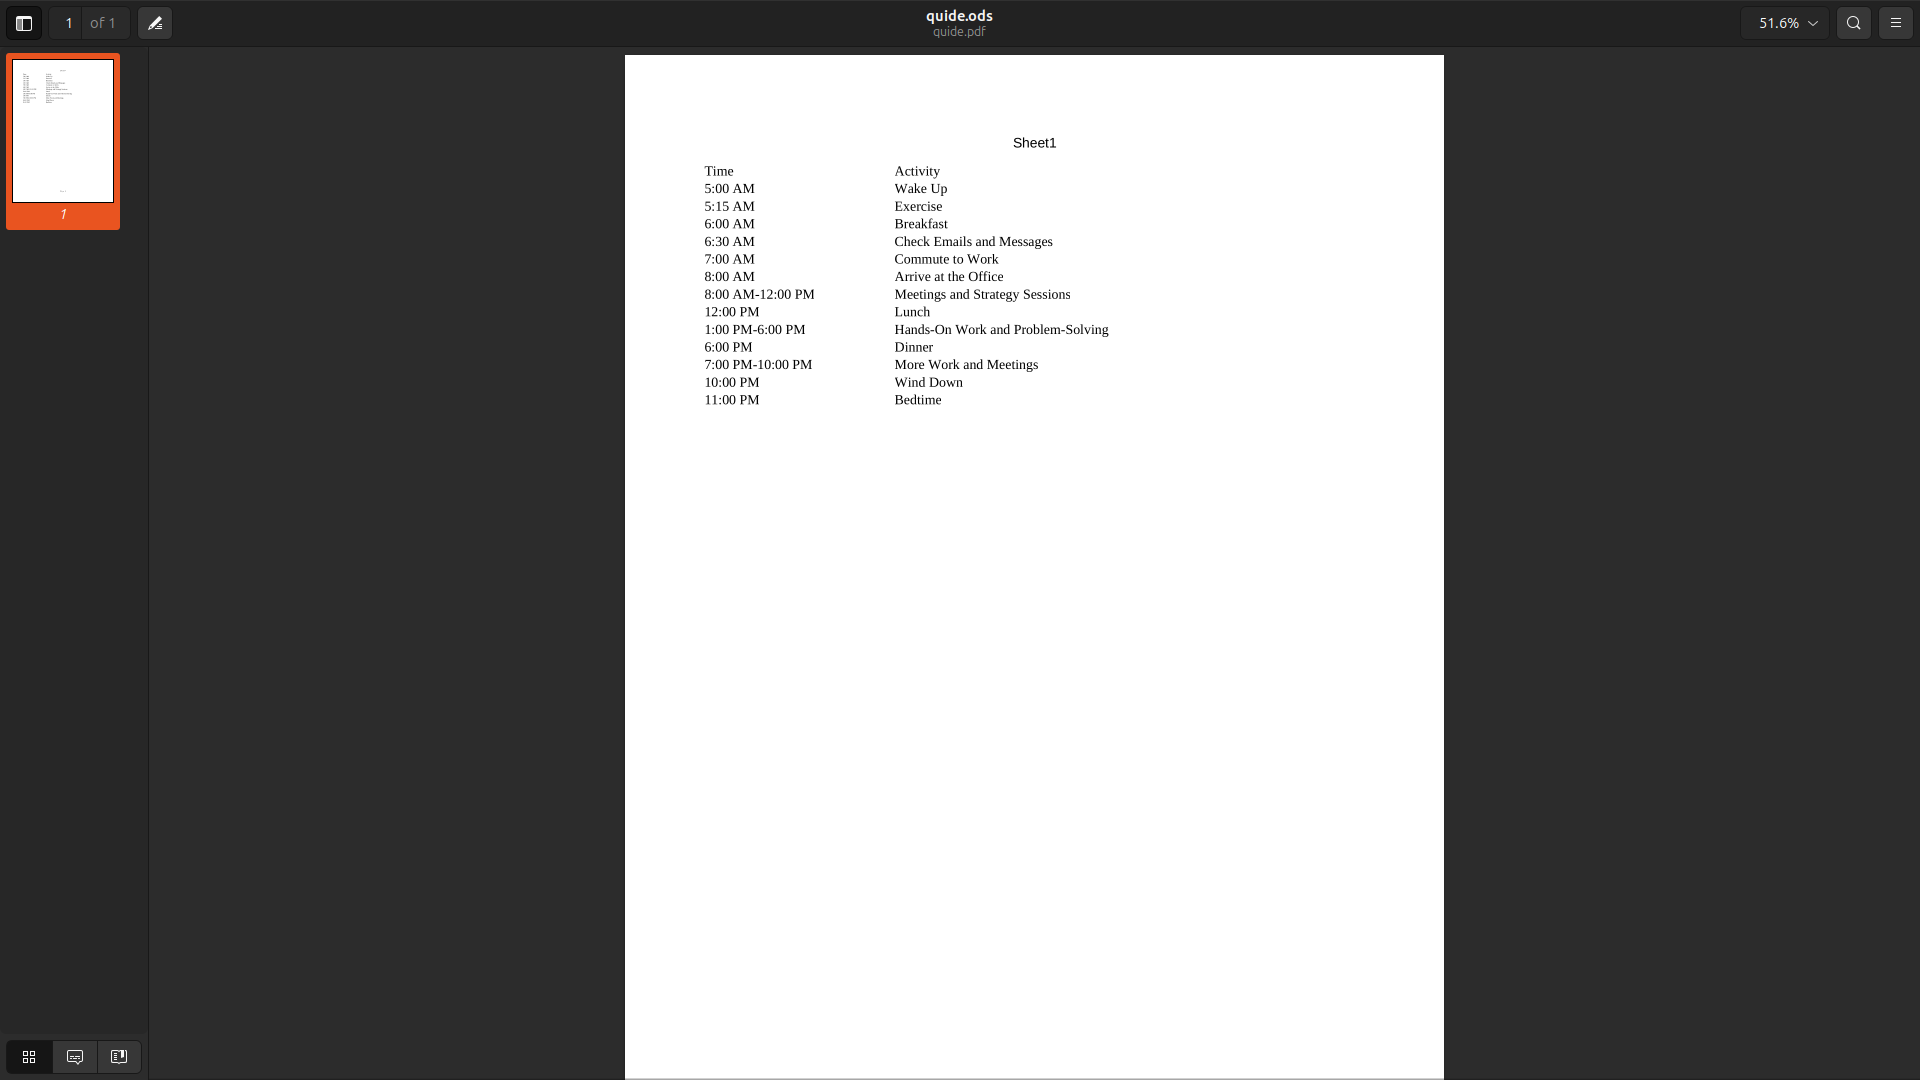 1 of 1
quide.ods
quide.pdf
51.6%
1
Sheet1
Time Activity
5:00 AM Wake Up
5:15 AM Exercise
6:00 AM Breakfast
6:30 AM Check Emails and Messages
7:00 AM Commute to Work
8:00 AM Arrive at the Office
8:00 AM-12:00 PM Meetings and Strategy Sessions
12:00 PM Lunch
1:00 PM-6:00 PM Hands-On Work and Problem-Solving
6:00 PM Dinner
7:00 PM-10:00 PM More Work and Meetings
10:00 PM Wind Down
11:00 PM Bedtime